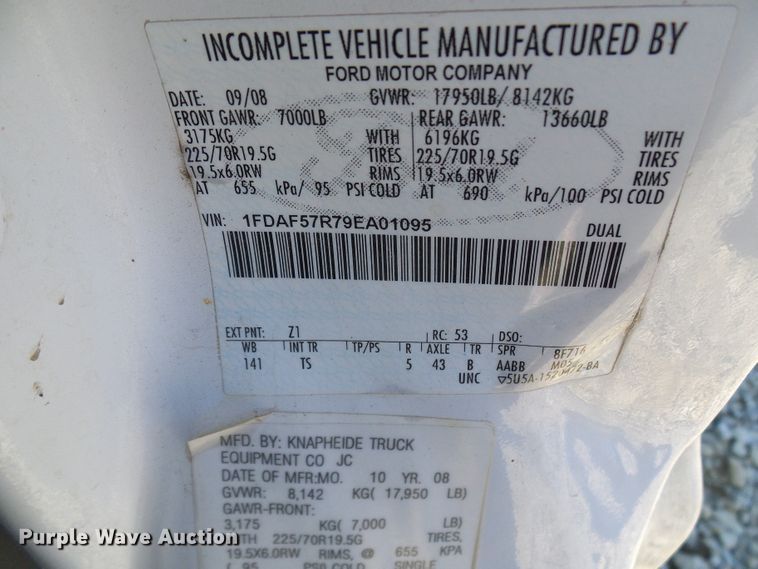 INCOMPLETE VEHICLE MANUFACTURED BY
FORD MOTOR COMPANY
DATE: 09/08 GVWR: 17950LB/ 8142KG
FRONT GAWR: 7000LB REAR GAWR: 13660LB
3175KG WITH 6196KG WITH
225/70R19.5G TIRES 225/70R19.5G TIRES
19.5x6.0RW RIMS 19.5x6.0RW RIMS
AT 655 kPa/ 95 PSI COLD AT 690 kPa/100 PSI COLD
VIN: 1FDAF57R79EA01095 DUAL
EXT PNT: Z1 RC: 53 DSO:
WB INT TR TP/PS R AXLE TR SPR 8F716
141 TS 5 43 B AABB
UNC
MFD. BY: KNAPHEIDE TRUCK
EQUIPMENT CO JC
DATE OF MFR:MO. 10 YR. 08
GVWR: 8,142 KG( 17,950 LB)
GAWR-FRONT:
3,175 KG( 7,000 LB)
WITH 225/70R19.5G TIRES,
19.5X6.0RW RIMS, @ 655 KPA
( 95 PSI) COLD SINGLE
Purple Wave Auction